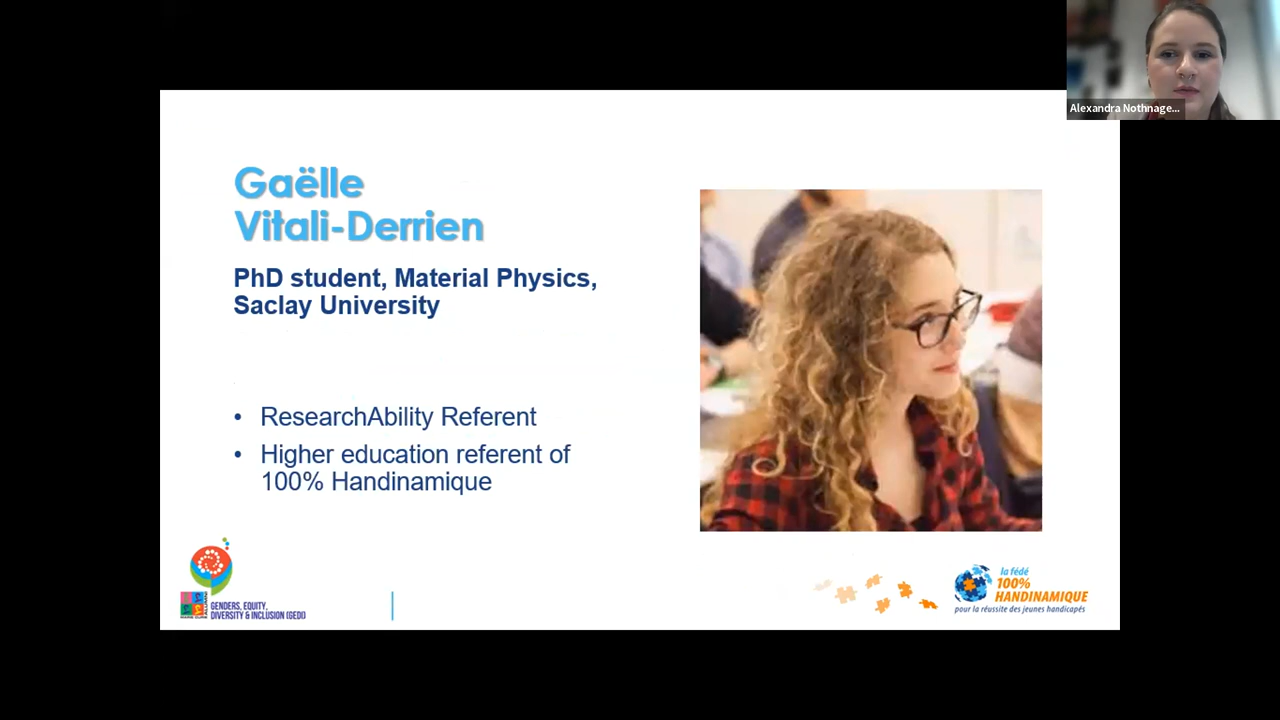 Alexandra Nothnage...
Gaëlle
Vitali-Derrien
PhD student, Material Physics,
Saclay University
• ResearchAbility Referent
• Higher education referent of
100% Handinamique
GENDERS, EQUITY,
DIVERSITY & INCLUSION (GEDI)
la fédé
100%
HANDINAMIQUE
pour la réussite des jeunes handicapés